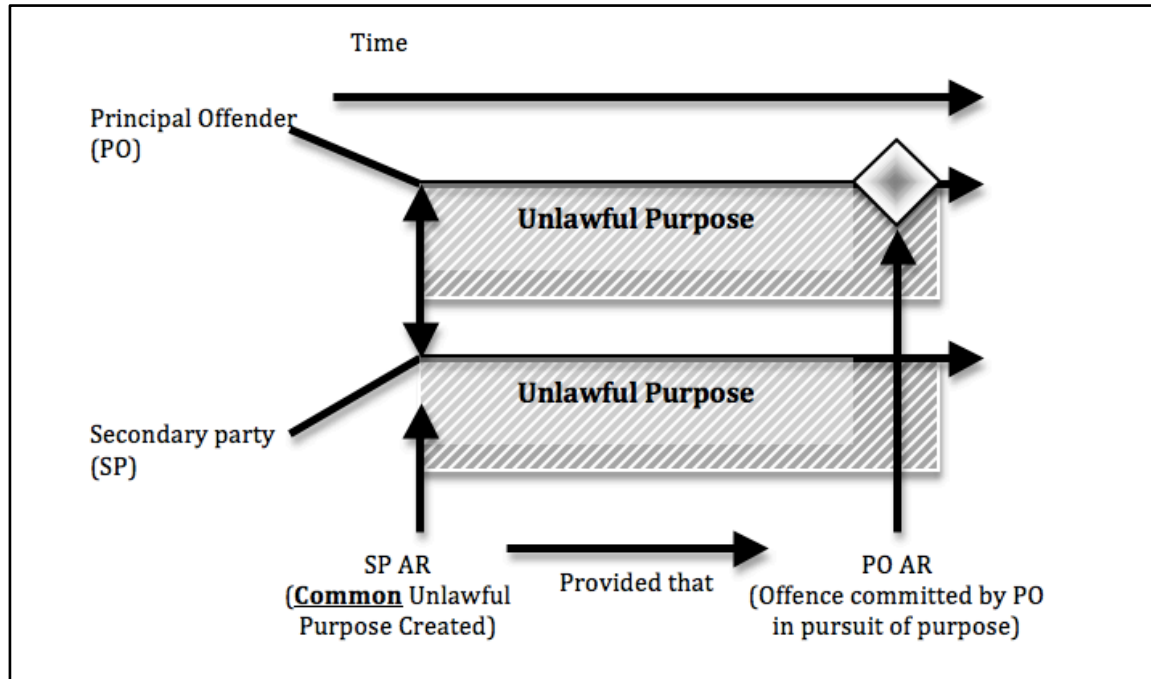 Time
Principal Offender
(PO)
Unlawful Purpose
Unlawful Purpose
Secondary party
(SP)
SP AR
(Common Unlawful
Purpose Created)
Provided that
PO AR
(Offence committed by PO
in pursuit of purpose)